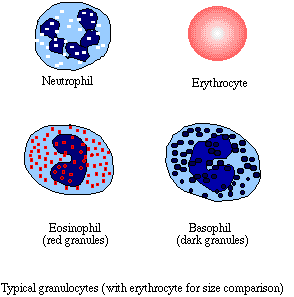 Neutrophil
Erythrocyte
Eosinophil
(red granules)
Basophil
(dark granules)
Typical granulocytes (with erythrocyte for size comparison)